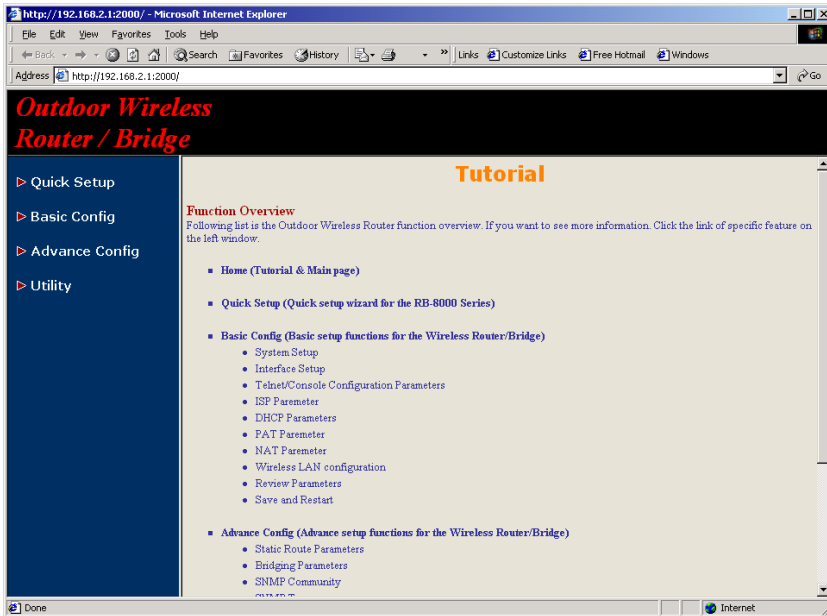 http://192.168.2.1:2000/ - Microsoft Internet Explorer
File Edit View Favorites Tools Help
Back Search Favorites History » Links Customize Links Free Hotmail Windows
Address http://192.168.2.1:2000/ Go
Outdoor Wireless
Router / Bridge
Quick Setup
Basic Config
Advance Config
Utility
Tutorial
Function Overview
Following list is the Outdoor Wireless Router function overview. If you want to see more information. Click the link of specific feature on
the left window.
Home (Tutorial & Main page)
Quick Setup (Quick setup wizard for the RB-8000 Series)
Basic Config (Basic setup functions for the Wireless Router/Bridge)
System Setup
Interface Setup
Telnet/Console Configuration Parameters
ISP Paremeter
DHCP Parameters
PAT Paremeter
NAT Paremeter
Wireless LAN configuration
Review Parameters
Save and Restart
Advance Config (Advance setup functions for the Wireless Router/Bridge)
Static Route Parameters
Bridging Parameters
SNMP Community
Done Internet